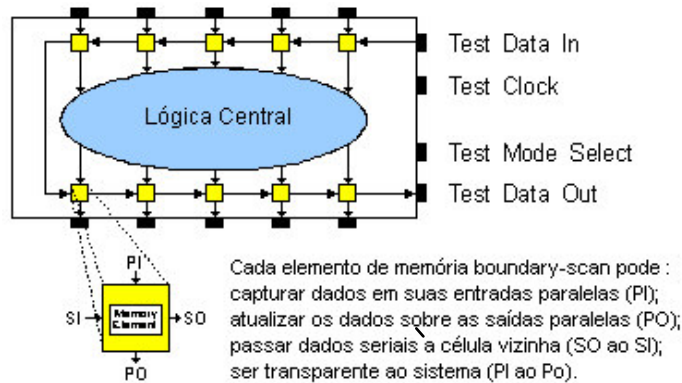 Test Data In
Test Clock
Lógica Central
Test Mode Select
Test Data Out
PI
SI
Memory
Element
SO
PO
Cada elemento de memória boundary-scan pode :
capturar dados em suas entradas paralelas (PI);
atualizar os dados sobre as saídas paralelas (PO);
passar dados seriais a célula vizinha (SO ao SI);
ser transparente ao sistema (PI ao Po).